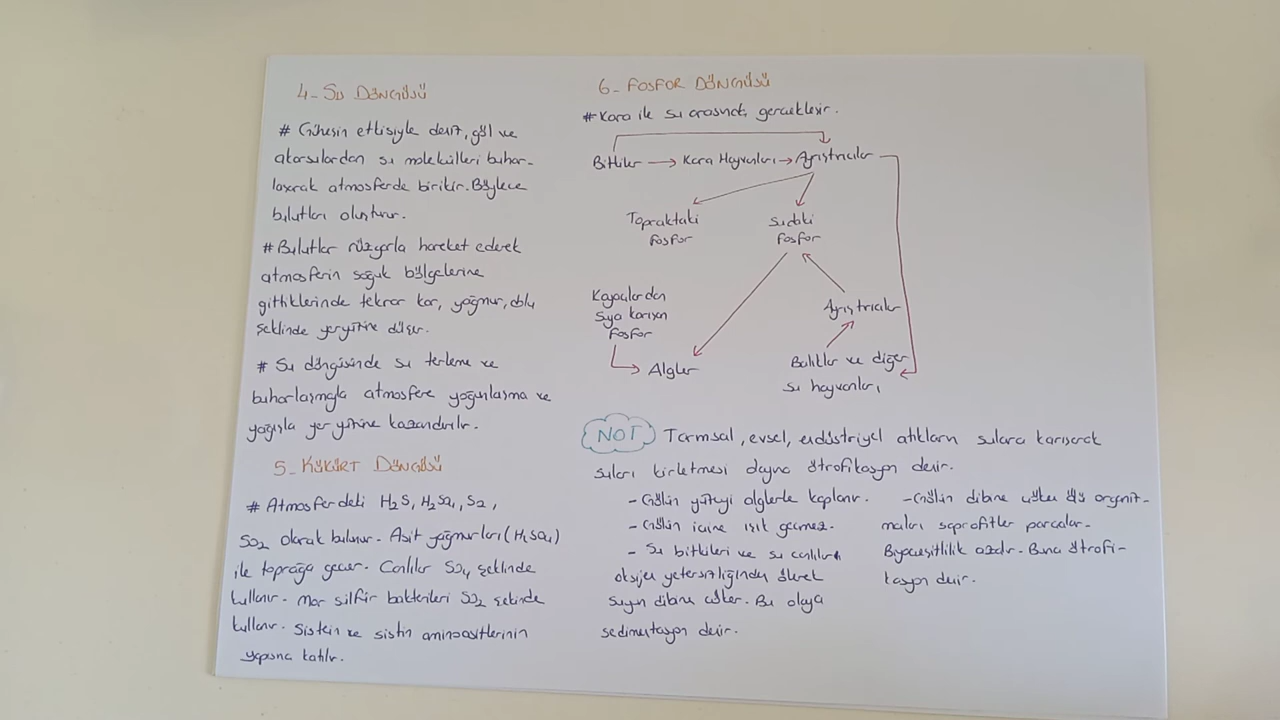 4- Su DÖNGÜSÜ
# Güneşin etkisiyle deniz, göl ve
akarsulardan su molekülleri buhar-
laşarak atmosferde birikir. Böylece
bulutları oluşturur.
# Bulutlar rüzgarla hareket ederek
atmosferin soğuk bölgelerine
gittiklerinde tekrar kar, yağmur, dolu
şeklinde yeryüzüne düşer.
# Su döngüsünde su terleme ve
buharlaşmayla atmosfere yoğunlaşma ve
yağışla yer yüzüne kazandırılır.
5- KÜKÜRT DÖNGÜSÜ
# Atmosferdeki H2S, H2SO4, S2,
SO2 olarak bulunur. Asit yağmurları (H2SO4)
ile toprağa geçer. Canlılar SO4 şeklinde
kullanır. Mor sülfür bakterileri SO2 şeklinde
kullanır. Sistein ve sistin aminoasitlerinin
yapısına katılır.
6- FOSFOR DÖNGÜSÜ
# Kara ile su arasında gerçekleşir.
Bitkiler → Kara Hayvanları → Ayrıştırıcılar
Topraktaki
fosfor
Sudaki
fosfor
Kayaçlardan
Suya karışan
fosfor
Algler
Ayrıştırıcılar
Balıklar ve diğer
su hayvanları
NOT Tarımsal, evsel, endüstriyel atıkların sulara karışarak
suları kirletmesi olayına ötrofikasyon denir.
- Gölün yüzeyi alglerle kaplanır.
- Gölün içine ışık geçmez.
- Su bitkileri ve su canlıları
oksijen yetersizliğinden ölerek
Suyun dibine çöker. Bu olaya
sedimentasyon denir.
- Gölün dibine çöken ölü organiz-
maları saprofitler parçalar.
Biyoçeşitlilik azalır. Buna ötrofi-
kasyon denir.